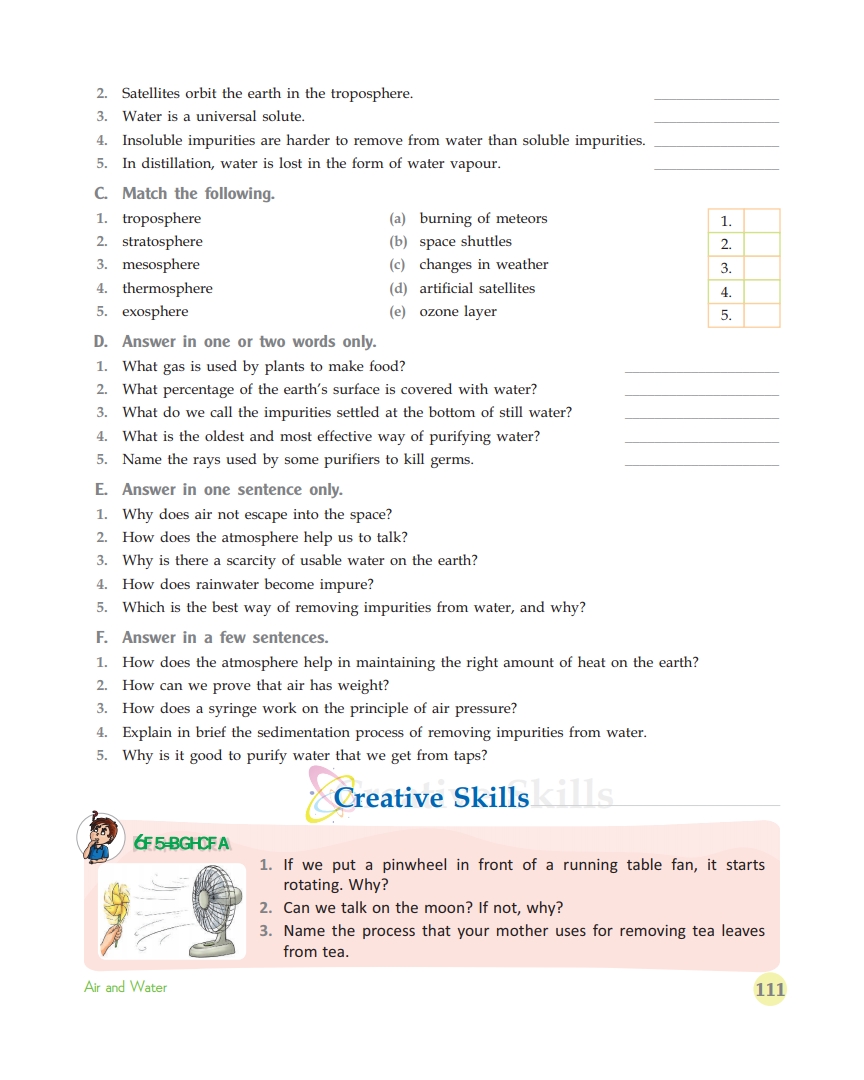 2. Satellites orbit the earth in the troposphere. ____________
3. Water is a universal solute. ____________
4. Insoluble impurities are harder to remove from water than soluble impurities. ____________
5. In distillation, water is lost in the form of water vapour. ____________
C. Match the following.
1. troposphere (a) burning of meteors 1.
2. stratosphere (b) space shuttles 2.
3. mesosphere (c) changes in weather 3.
4. thermosphere (d) artificial satellites 4.
5. exosphere (e) ozone layer 5.
D. Answer in one or two words only.
1. What gas is used by plants to make food? ____________
2. What percentage of the earth's surface is covered with water? ____________
3. What do we call the impurities settled at the bottom of still water? ____________
4. What is the oldest and most effective way of purifying water? ____________
5. Name the rays used by some purifiers to kill germs. ____________
E. Answer in one sentence only.
1. Why does air not escape into the space?
2. How does the atmosphere help us to talk?
3. Why is there a scarcity of usable water on the earth?
4. How does rainwater become impure?
5. Which is the best way of removing impurities from water, and why?
F. Answer in a few sentences.
1. How does the atmosphere help in maintaining the right amount of heat on the earth?
2. How can we prove that air has weight?
3. How does a syringe work on the principle of air pressure?
4. Explain in brief the sedimentation process of removing impurities from water.
5. Why is it good to purify water that we get from taps?
Creative Skills
6F5=BGHCFA
1. If we put a pinwheel in front of a running table fan, it starts
rotating. Why?
2. Can we talk on the moon? If not, why?
3. Name the process that your mother uses for removing tea leaves
from tea.
Air and Water
111